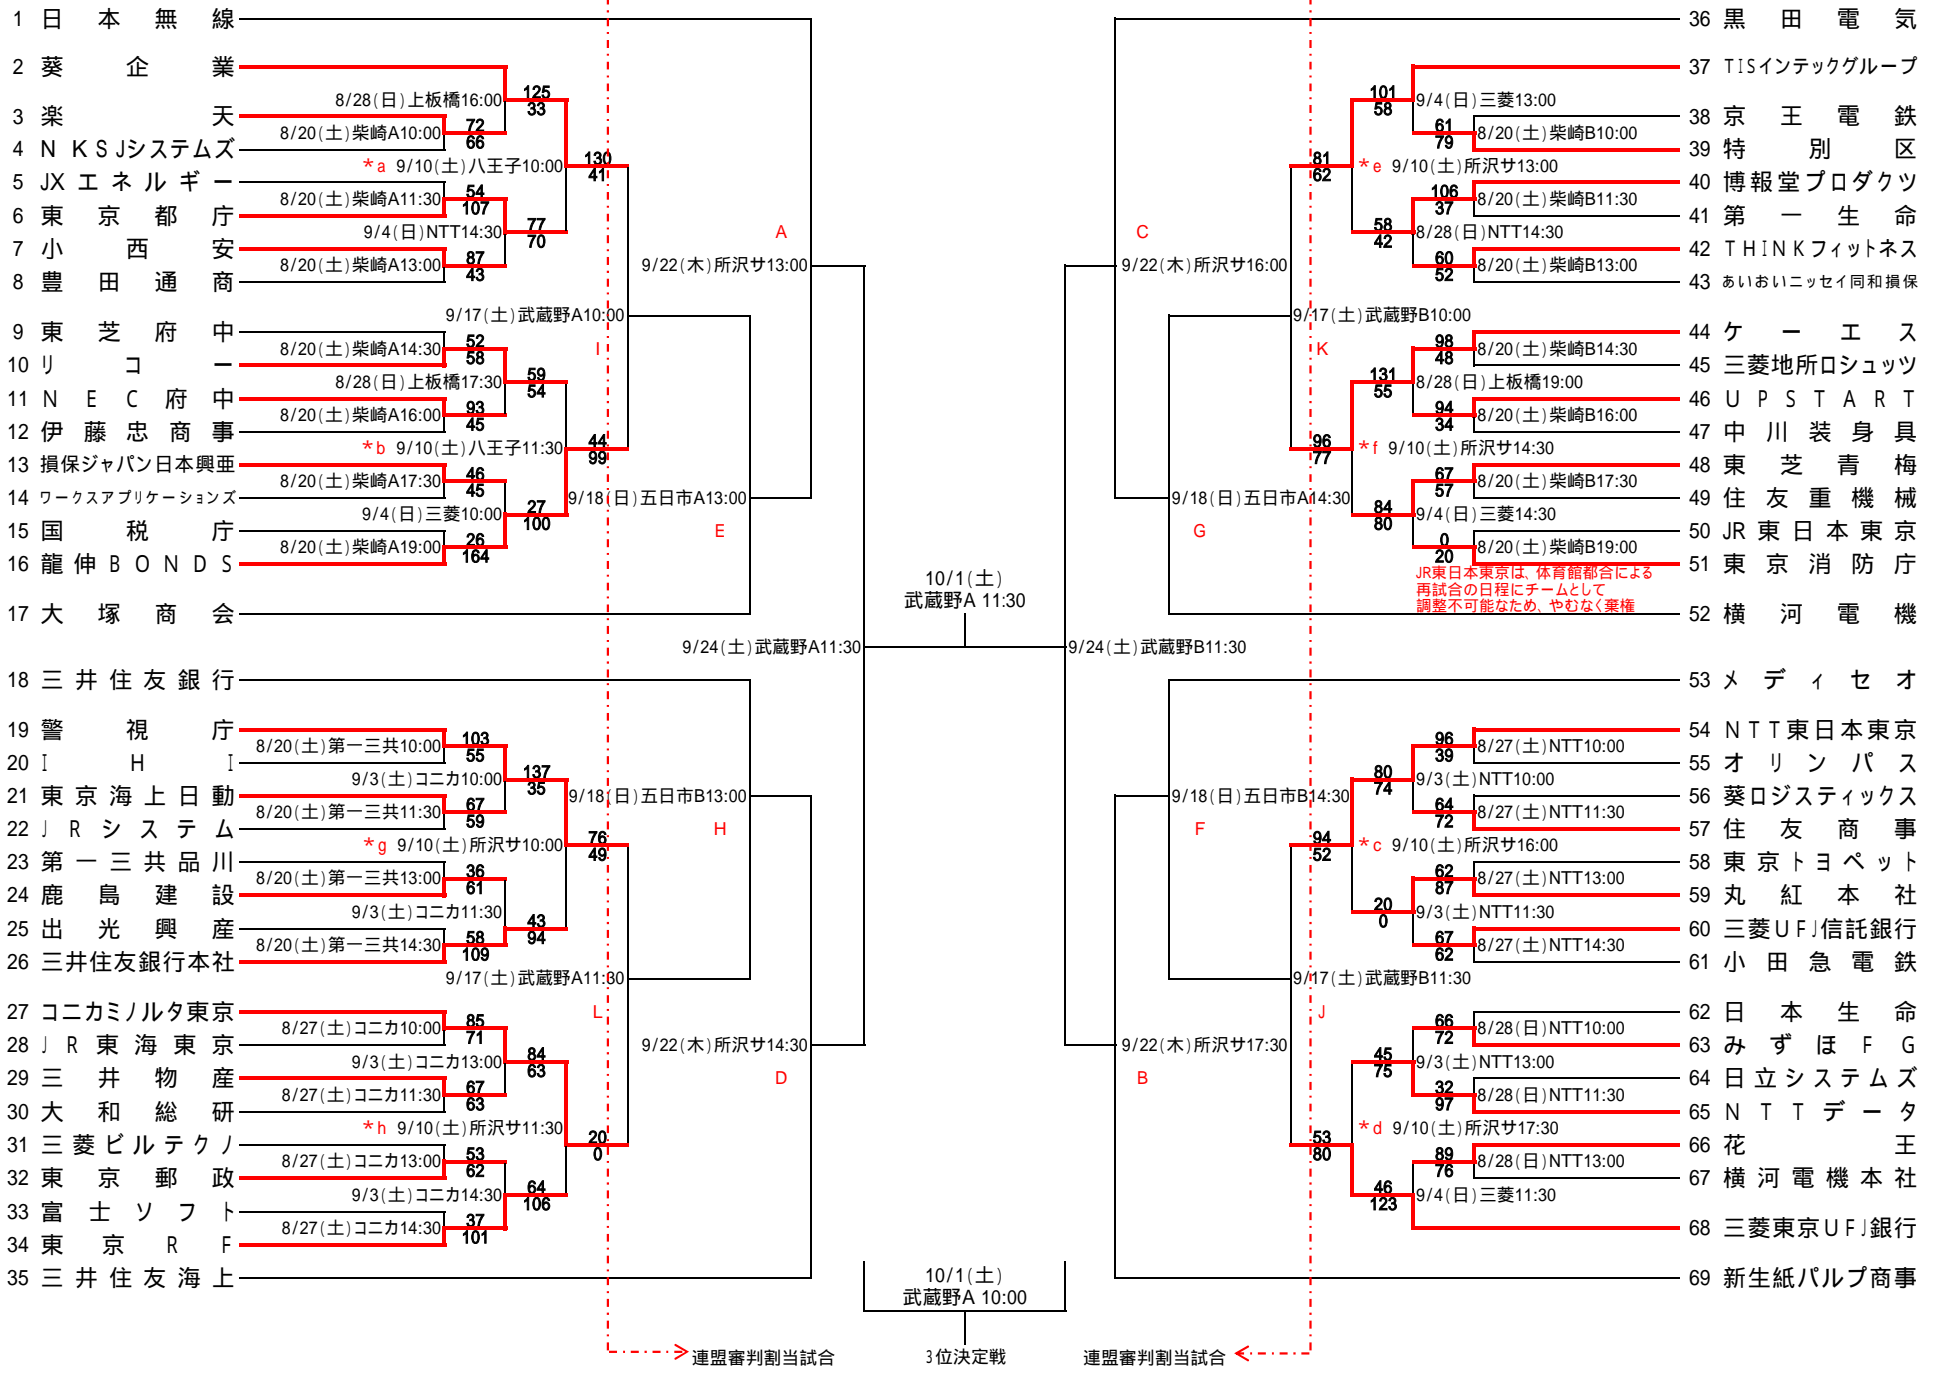 1 日本無線
2 葵企業
8/28(日)上板橋16:00 125 33
3 楽天
8/20(土)柴崎A10:00 72 66
4 NKSJシステムズ
*a 9/10(土)八王子10:00 130 41
5 JXエネルギー
8/20(土)柴崎A11:30 54 107
6 東京都庁
9/4(日)NTT14:30 77 70
7 小西安
8/20(土)柴崎A13:00 87 43
8 豊田通商
A
9/22(木)所沢サ13:00
9/17(土)武蔵野A10:00
I
9 東芝府中
8/20(土)柴崎A14:30 52 58
10 リコー
8/28(日)上板橋17:30 59 54
11 NEC府中
8/20(土)柴崎A16:00 93 45
12 伊藤忠商事
*b 9/10(土)八王子11:30 44 99
13 損保ジャパン日本興亜
8/20(土)柴崎A17:30 46 45
14 ワークスアプリケーションズ
9/4(日)三菱10:00 27 100
15 国税庁
8/20(土)柴崎A19:00 26 164
16 龍伸BONDS
9/18(日)五日市A13:00
E
17 大塚商会
9/24(土)武蔵野A11:30
18 三井住友銀行
19 警視庁
8/20(土)第一三共10:00 103 55
20 IHI
9/3(土)コニカ10:00 137 35
21 東京海上日動
8/20(土)第一三共11:30 67 59
22 JRシステム
*g 9/10(土)所沢サ10:00 76 49
23 第一三共品川
8/20(土)第一三共13:00 36 61
24 鹿島建設
9/3(土)コニカ11:30 43 94
25 出光興産
8/20(土)第一三共14:30 58 109
26 三井住友銀行本社
9/18(日)五日市B13:00
H
9/17(土)武蔵野A11:30
L
27 コニカミノルタ東京
8/27(土)コニカ10:00 85 71
28 JR東海東京
9/3(土)コニカ13:00 84 63
29 三井物産
8/27(土)コニカ11:30 67 63
30 大和総研
*h 9/10(土)所沢サ11:30 20 0
31 三菱ビルテクノ
8/27(土)コニカ13:00 53 62
32 東京郵政
9/3(土)コニカ14:30 64 106
33 富士ソフト
8/27(土)コニカ14:30 37 101
34 東京RF
35 三井住友海上
9/22(木)所沢サ14:30
D
10/1(土)
武蔵野A 11:30
10/1(土)
武蔵野A 10:00
3位決定戦
連盟審判割当試合
連盟審判割当試合
36 黒田電気
37 TISインテックグループ
101 58 9/4(日)三菱13:00
38 京王電鉄
61 79 8/20(土)柴崎B10:00
39 特別区
81 62 *e 9/10(土)所沢サ13:00
40 博報堂プロダクツ
106 37 8/20(土)柴崎B11:30
41 第一生命
58 42 8/28(日)NTT14:30
42 THINKフィットネス
60 52 8/20(土)柴崎B13:00
43 あいおいニッセイ同和損保
C
9/22(木)所沢サ16:00
9/17(土)武蔵野B10:00
K
44 ケーエス
98 48 8/20(土)柴崎B14:30
45 三菱地所ロシュッツ
131 55 8/28(日)上板橋19:00
46 UPSTART
94 34 8/20(土)柴崎B16:00
47 中川装身具
96 77 *f 9/10(土)所沢サ14:30
48 東芝青梅
67 57 8/20(土)柴崎B17:30
49 住友重機械
84 80 9/4(日)三菱14:30
50 JR東日本東京
0 20 8/20(土)柴崎B19:00
51 東京消防庁
JR東日本東京は、体育館都合による
再試合の日程にチームとして
調整不可能なため、やむなく棄権
9/18(日)五日市A14:30
G
52 横河電機
9/24(土)武蔵野B11:30
53 メディセオ
54 NTT東日本東京
96 39 8/27(土)NTT10:00
55 オリンパス
80 74 9/3(土)NTT10:00
56 葵ロジスティックス
64 72 8/27(土)NTT11:30
57 住友商事
94 52 *c 9/10(土)所沢サ16:00
58 東京トヨペット
62 87 8/27(土)NTT13:00
59 丸紅本社
20 0 9/3(土)NTT11:30
60 三菱UFJ信託銀行
67 62 8/27(土)NTT14:30
61 小田急電鉄
9/18(日)五日市B14:30
F
9/17(土)武蔵野B11:30
J
62 日本生命
66 72 8/28(日)NTT10:00
63 みずほFG
45 75 9/3(土)NTT13:00
64 日立システムズ
32 97 8/28(日)NTT11:30
65 NTTデータ
53 80 *d 9/10(土)所沢サ17:30
66 花王
89 76 8/28(日)NTT13:00
67 横河電機本社
46 123 9/4(日)三菱11:30
68 三菱東京UFJ銀行
9/22(木)所沢サ17:30
B
69 新生紙パルプ商事